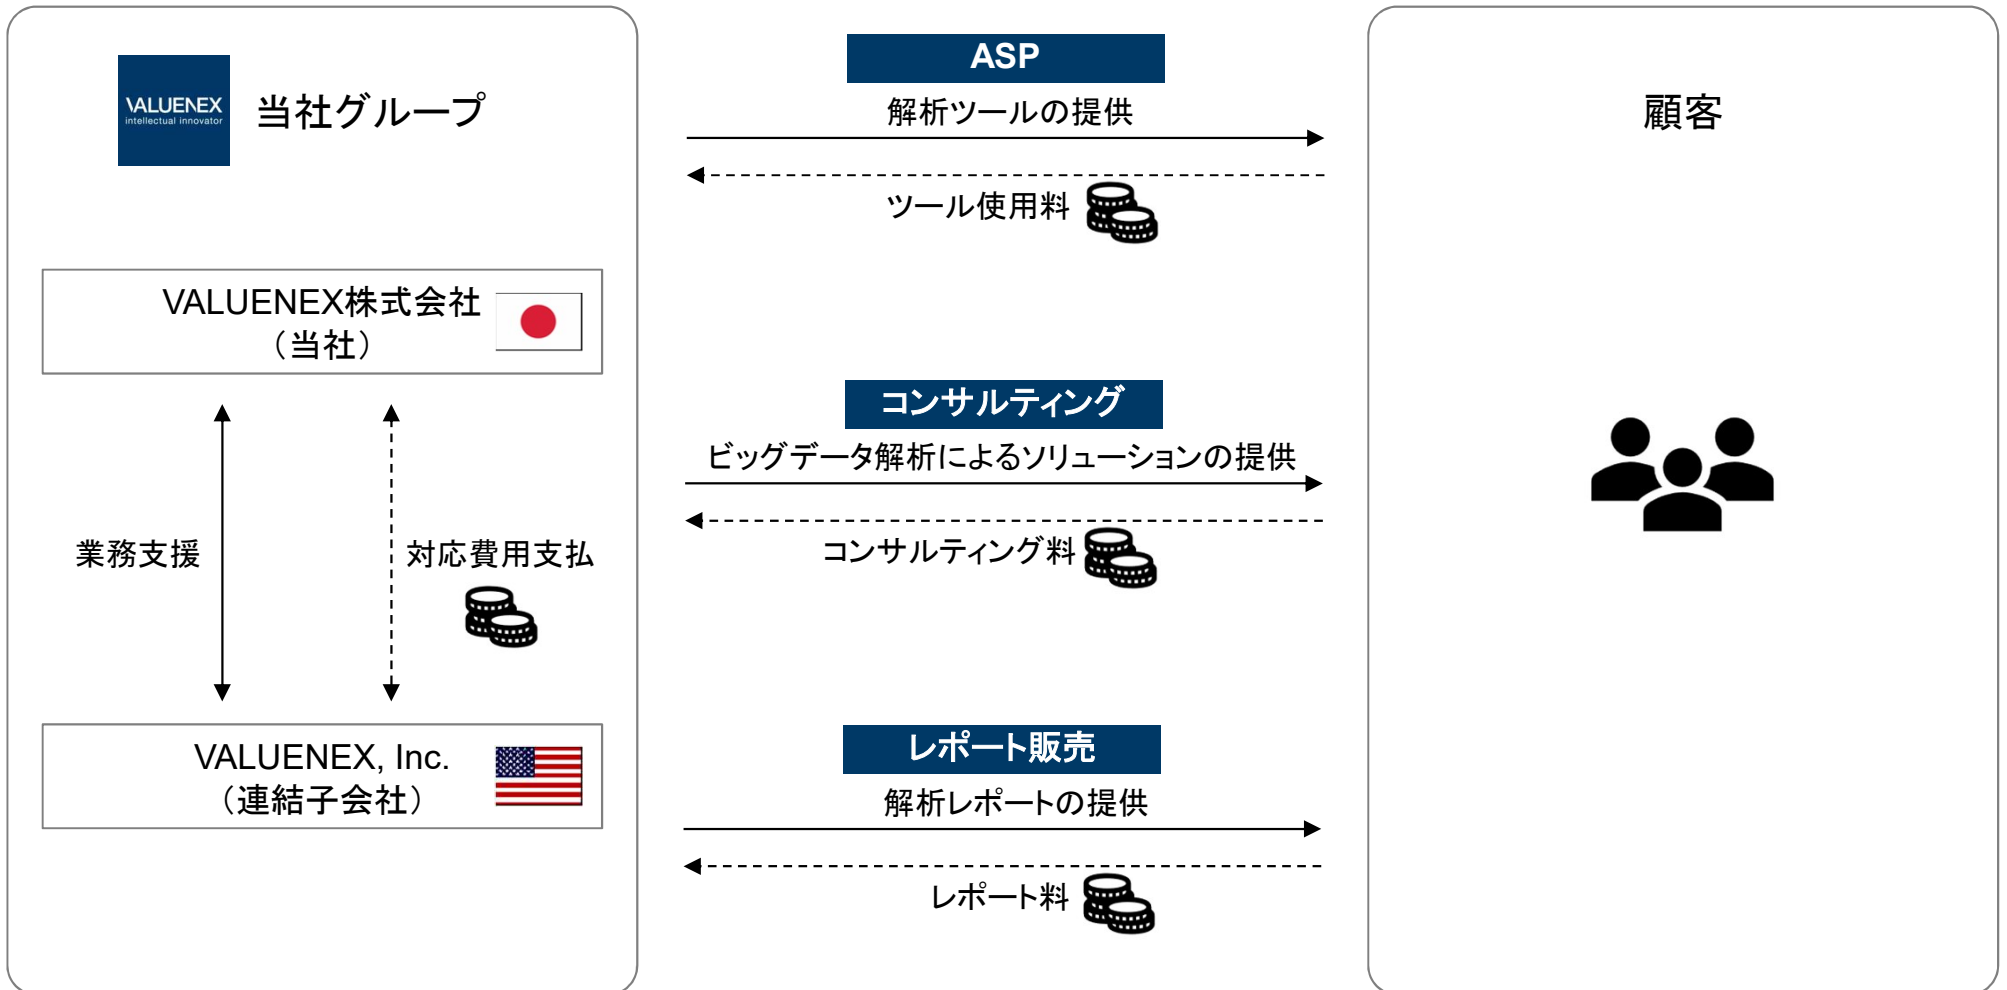 VALUENEX
intellectual innovator
当社グループ
VALUENEX株式会社
（当社）
業務支援
対応費用支払
VALUENEX, Inc.
（連結子会社）
ASP
解析ツールの提供
ツール使用料
コンサルティング
ビッグデータ解析によるソリューションの提供
コンサルティング料
レポート販売
解析レポートの提供
レポート料
顧客